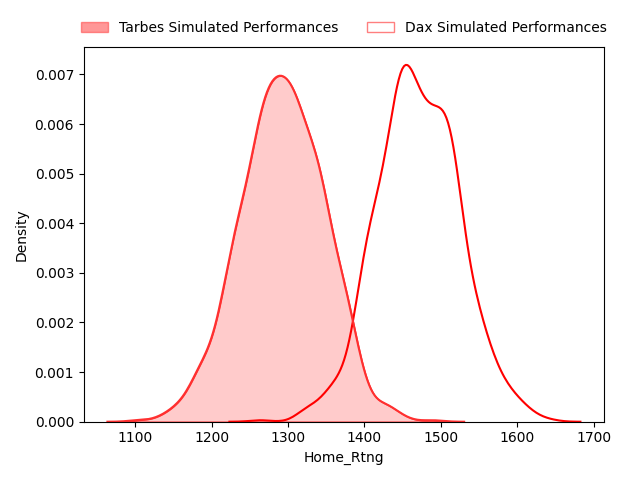 Tarbes Simulated Performances Dax Simulated Performances
0.007
0.006
0.005
0.004
0.003
0.002
0.001
0.000
Density
1100 1200 1300 1400 1500 1600 1700
Home_Rtng